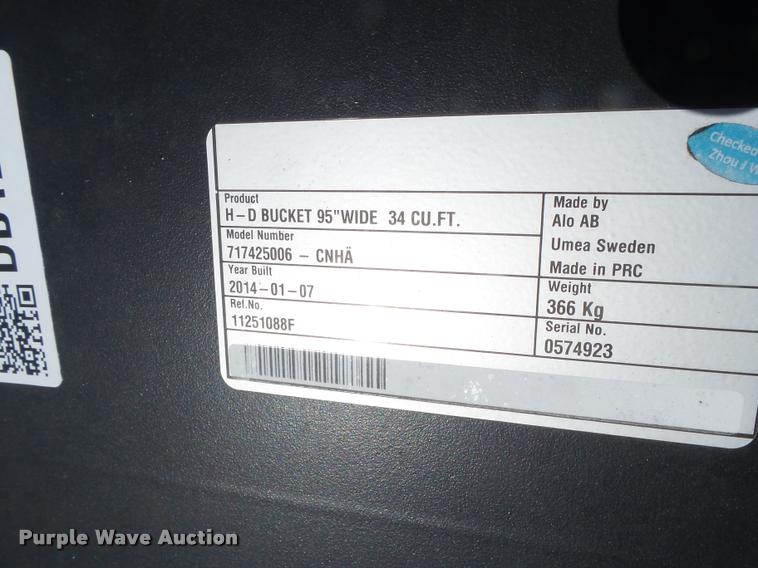 Checked
Zhou
Product
H-D BUCKET 95"WIDE 34 CU.FT.
Model Number
717425006 - CNHÄ
Year Built
2014-01-07
Ref.No.
11251088F
Made by
Alo AB
Umea Sweden
Made in PRC
Weight
366 Kg
Serial No.
0574923
Purple Wave Auction